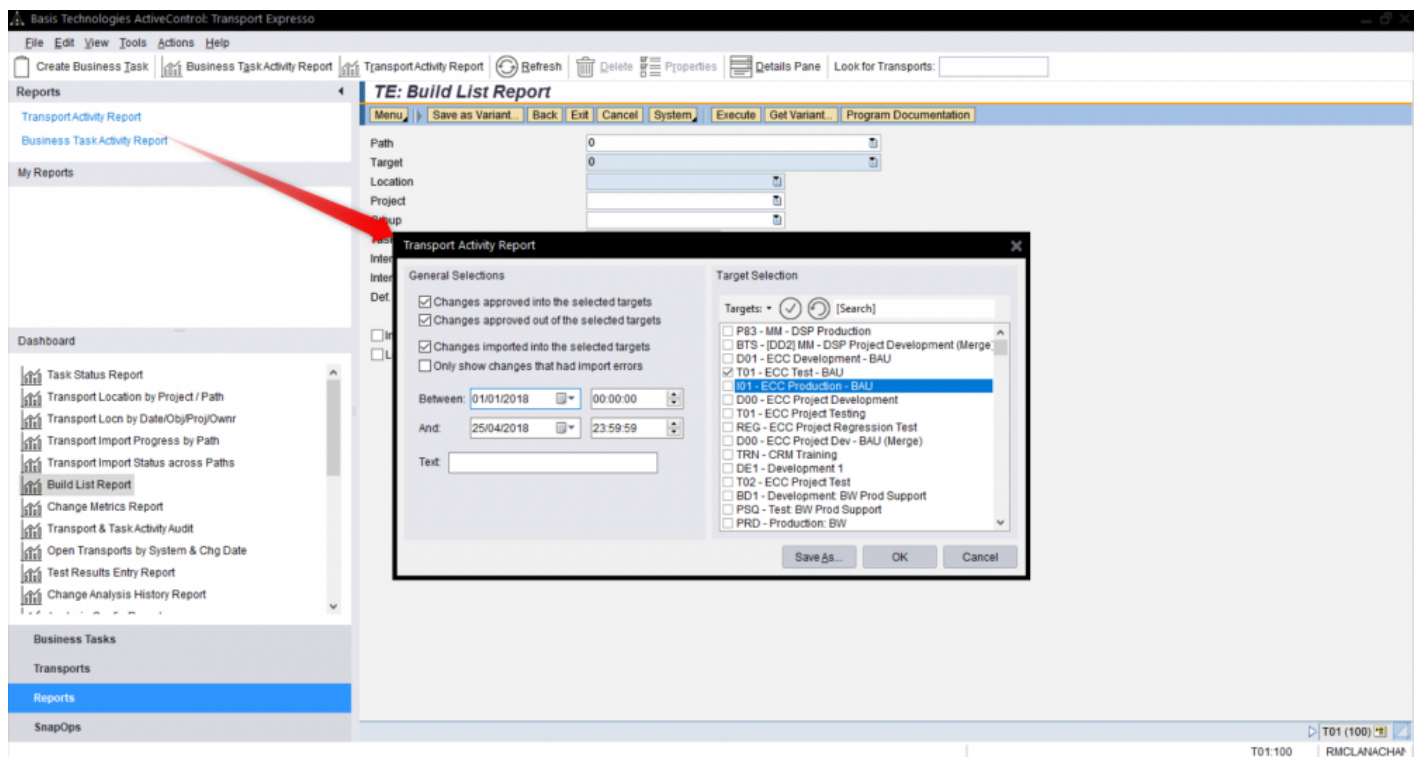 Basis Technologies ActiveControl: Transport Expresso
File Edit View Tools Actions Help
Create Business Task Business Task Activity Report Transport Activity Report Refresh Delete Properties Details Pane Look for Transports:
Reports
Transport Activity Report
Business Task Activity Report
My Reports
Dashboard
Task Status Report
Transport Location by Project / Path
Transport Locn by Date/Obj/Proj/Ownr
Transport Import Progress by Path
Transport Import Status across Paths
Build List Report
Change Metrics Report
Transport & Task Activity Audit
Open Transports by System & Chg Date
Test Results Entry Report
Change Analysis History Report
Business Tasks
Transports
Reports
SnapOps
TE: Build List Report
Menu Save as Variant... Back Exit Cancel System Execute Get Variant... Program Documentation
Path 0
Target 0
Location
Project
Inter
Inter
Def.
Transport Activity Report
General Selections
Changes approved into the selected targets
Changes approved out of the selected targets
Changes imported into the selected targets
Only show changes that had import errors
Between: 01/01/2018 00:00:00
And: 25/04/2018 23:59:59
Text:
Target Selection
Targets: [Search]
P83 - MM - DSP Production
BTS - [DD2] MM - DSP Project Development (Merge
D01 - ECC Development - BAU
T01 - ECC Test - BAU
I01 - ECC Production - BAU
D00 - ECC Project Development
T01 - ECC Project Testing
REG - ECC Project Regression Test
D00 - ECC Project Dev - BAU (Merge)
TRN - CRM Training
DE1 - Development 1
T02 - ECC Project Test
BD1 - Development: BW Prod Support
PSQ - Test: BW Prod Support
PRD - Production: BW
Save As... OK Cancel
T01 (100)
T01:100 RMCLANACHAN